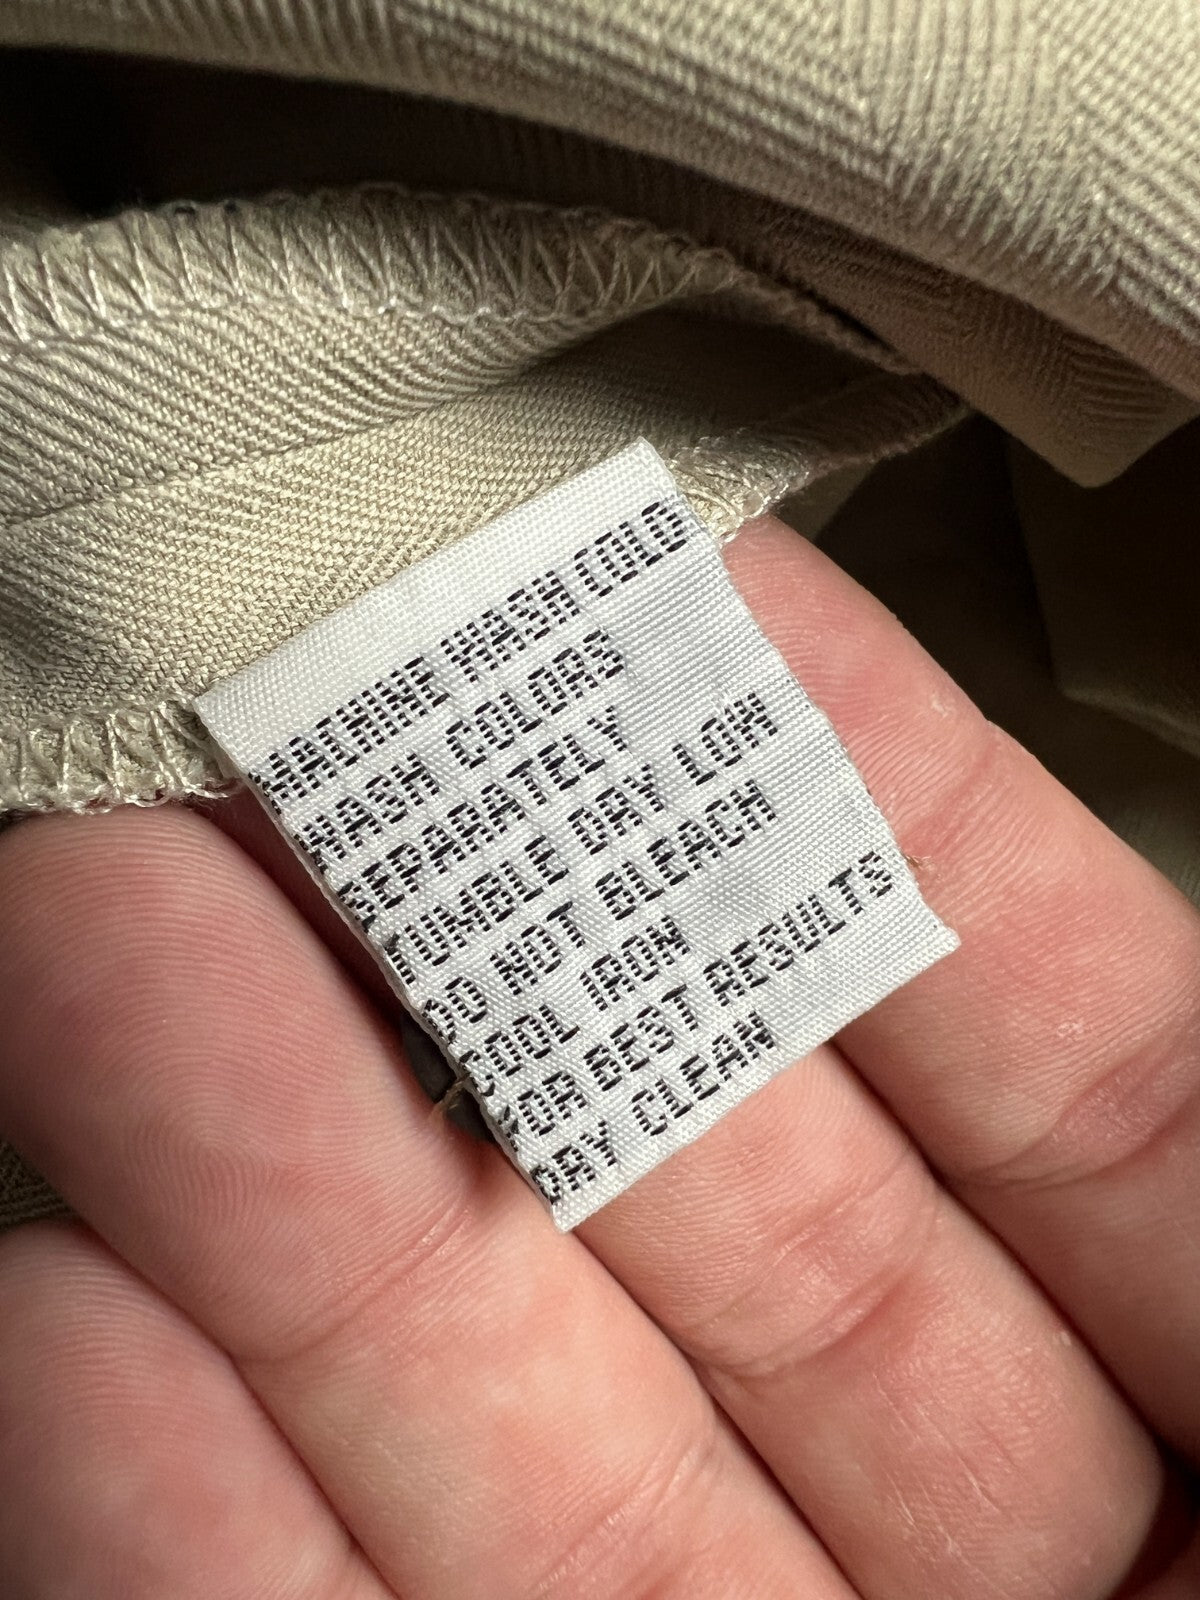 MACHINE WASH COLD
WASH COLORS
SEPARATELY
TUMBLE DRY LOW
DO NOT BLEACH
COOL IRON
FOR BEST RESULTS
DRY CLEAN